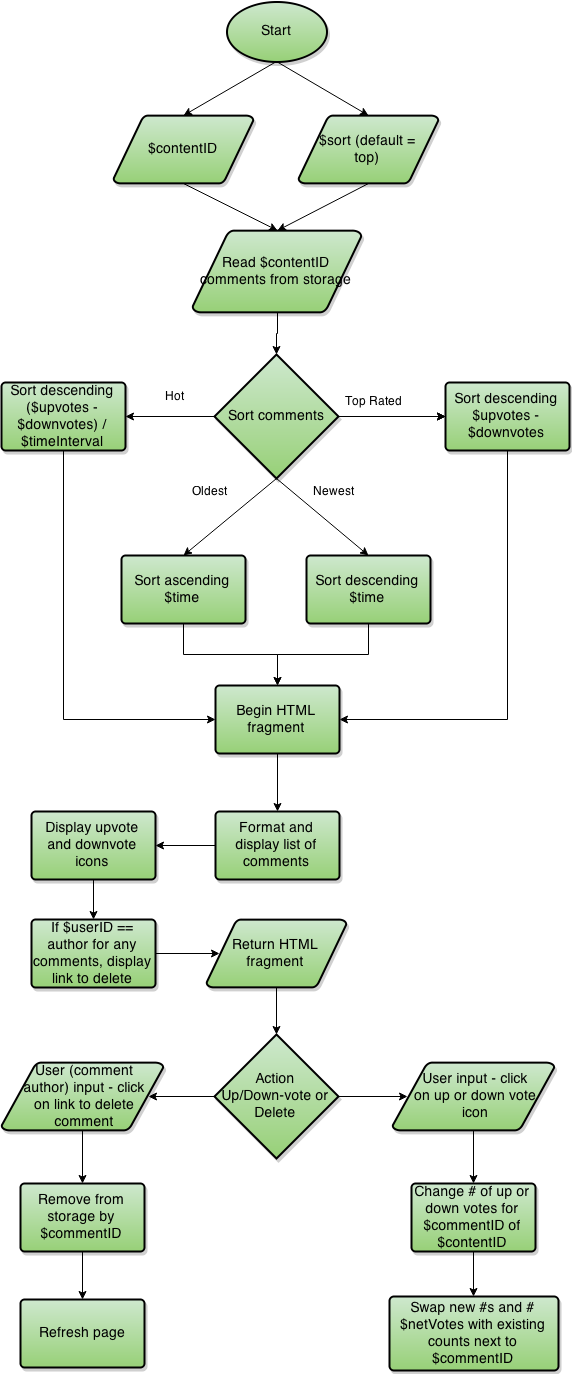 Start
$contentID
$sort (default =
top)
Read $contentID
comments from storage
Sort descending
($upvotes -
$downvotes) /
$timeInterval
Hot
Sort comments
Top Rated
Sort descending
$upvotes -
$downvotes
Oldest
Newest
Sort ascending
$time
Sort descending
$time
Begin HTML
fragment
Display upvote
and downvote
icons
Format and
display list of
comments
If $userID ==
author for any
comments, display
link to delete
Return HTML
fragment
User (comment
author) input - click
on link to delete
comment
Action
Up/Down-vote or
Delete
User input - click
on up or down vote
icon
Remove from
storage by
$commentID
Change # of up or
down votes for
$commentID of
$contentID
Refresh page
Swap new #s and #
$netVotes with existing
counts next to
$commentID